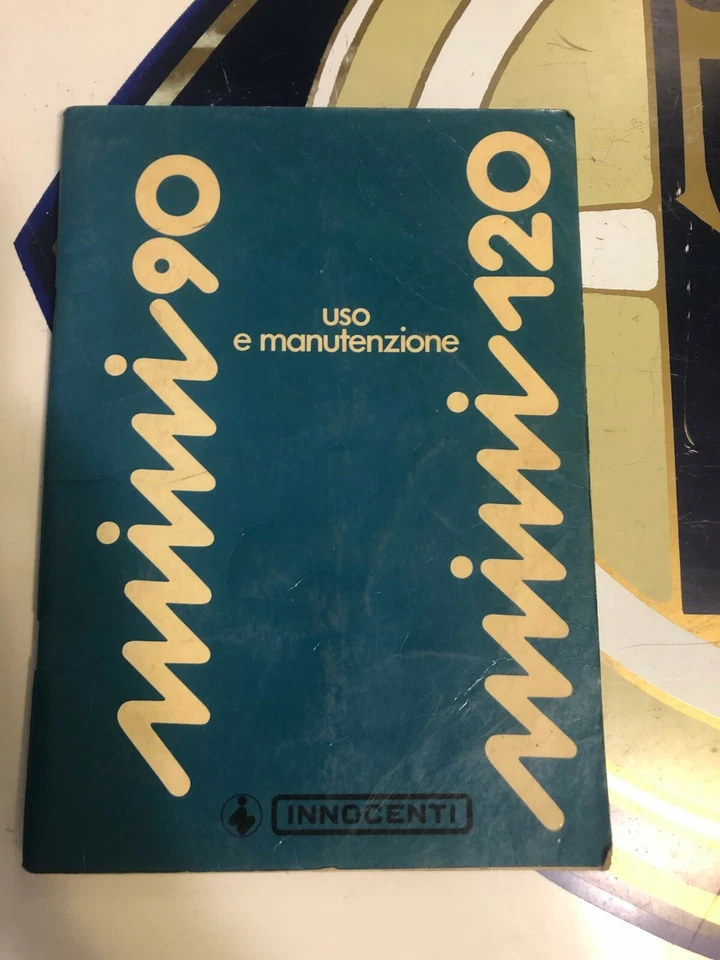 mini 90
mini 120
uso
e manutenzione
INNOCENTI